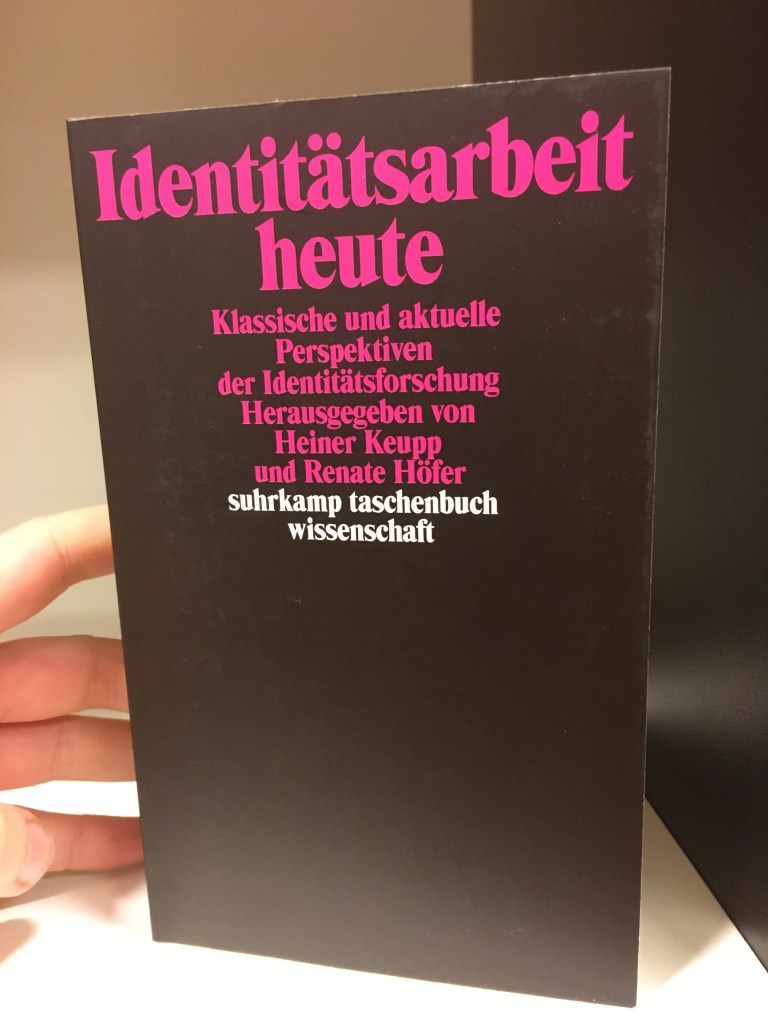 Identitätsarbeit
heute
Klassische und aktuelle
Perspektiven
der Identitätsforschung
Herausgegeben von
Heiner Keupp
und Renate Höfer
suhrkamp taschenbuch
wissenschaft